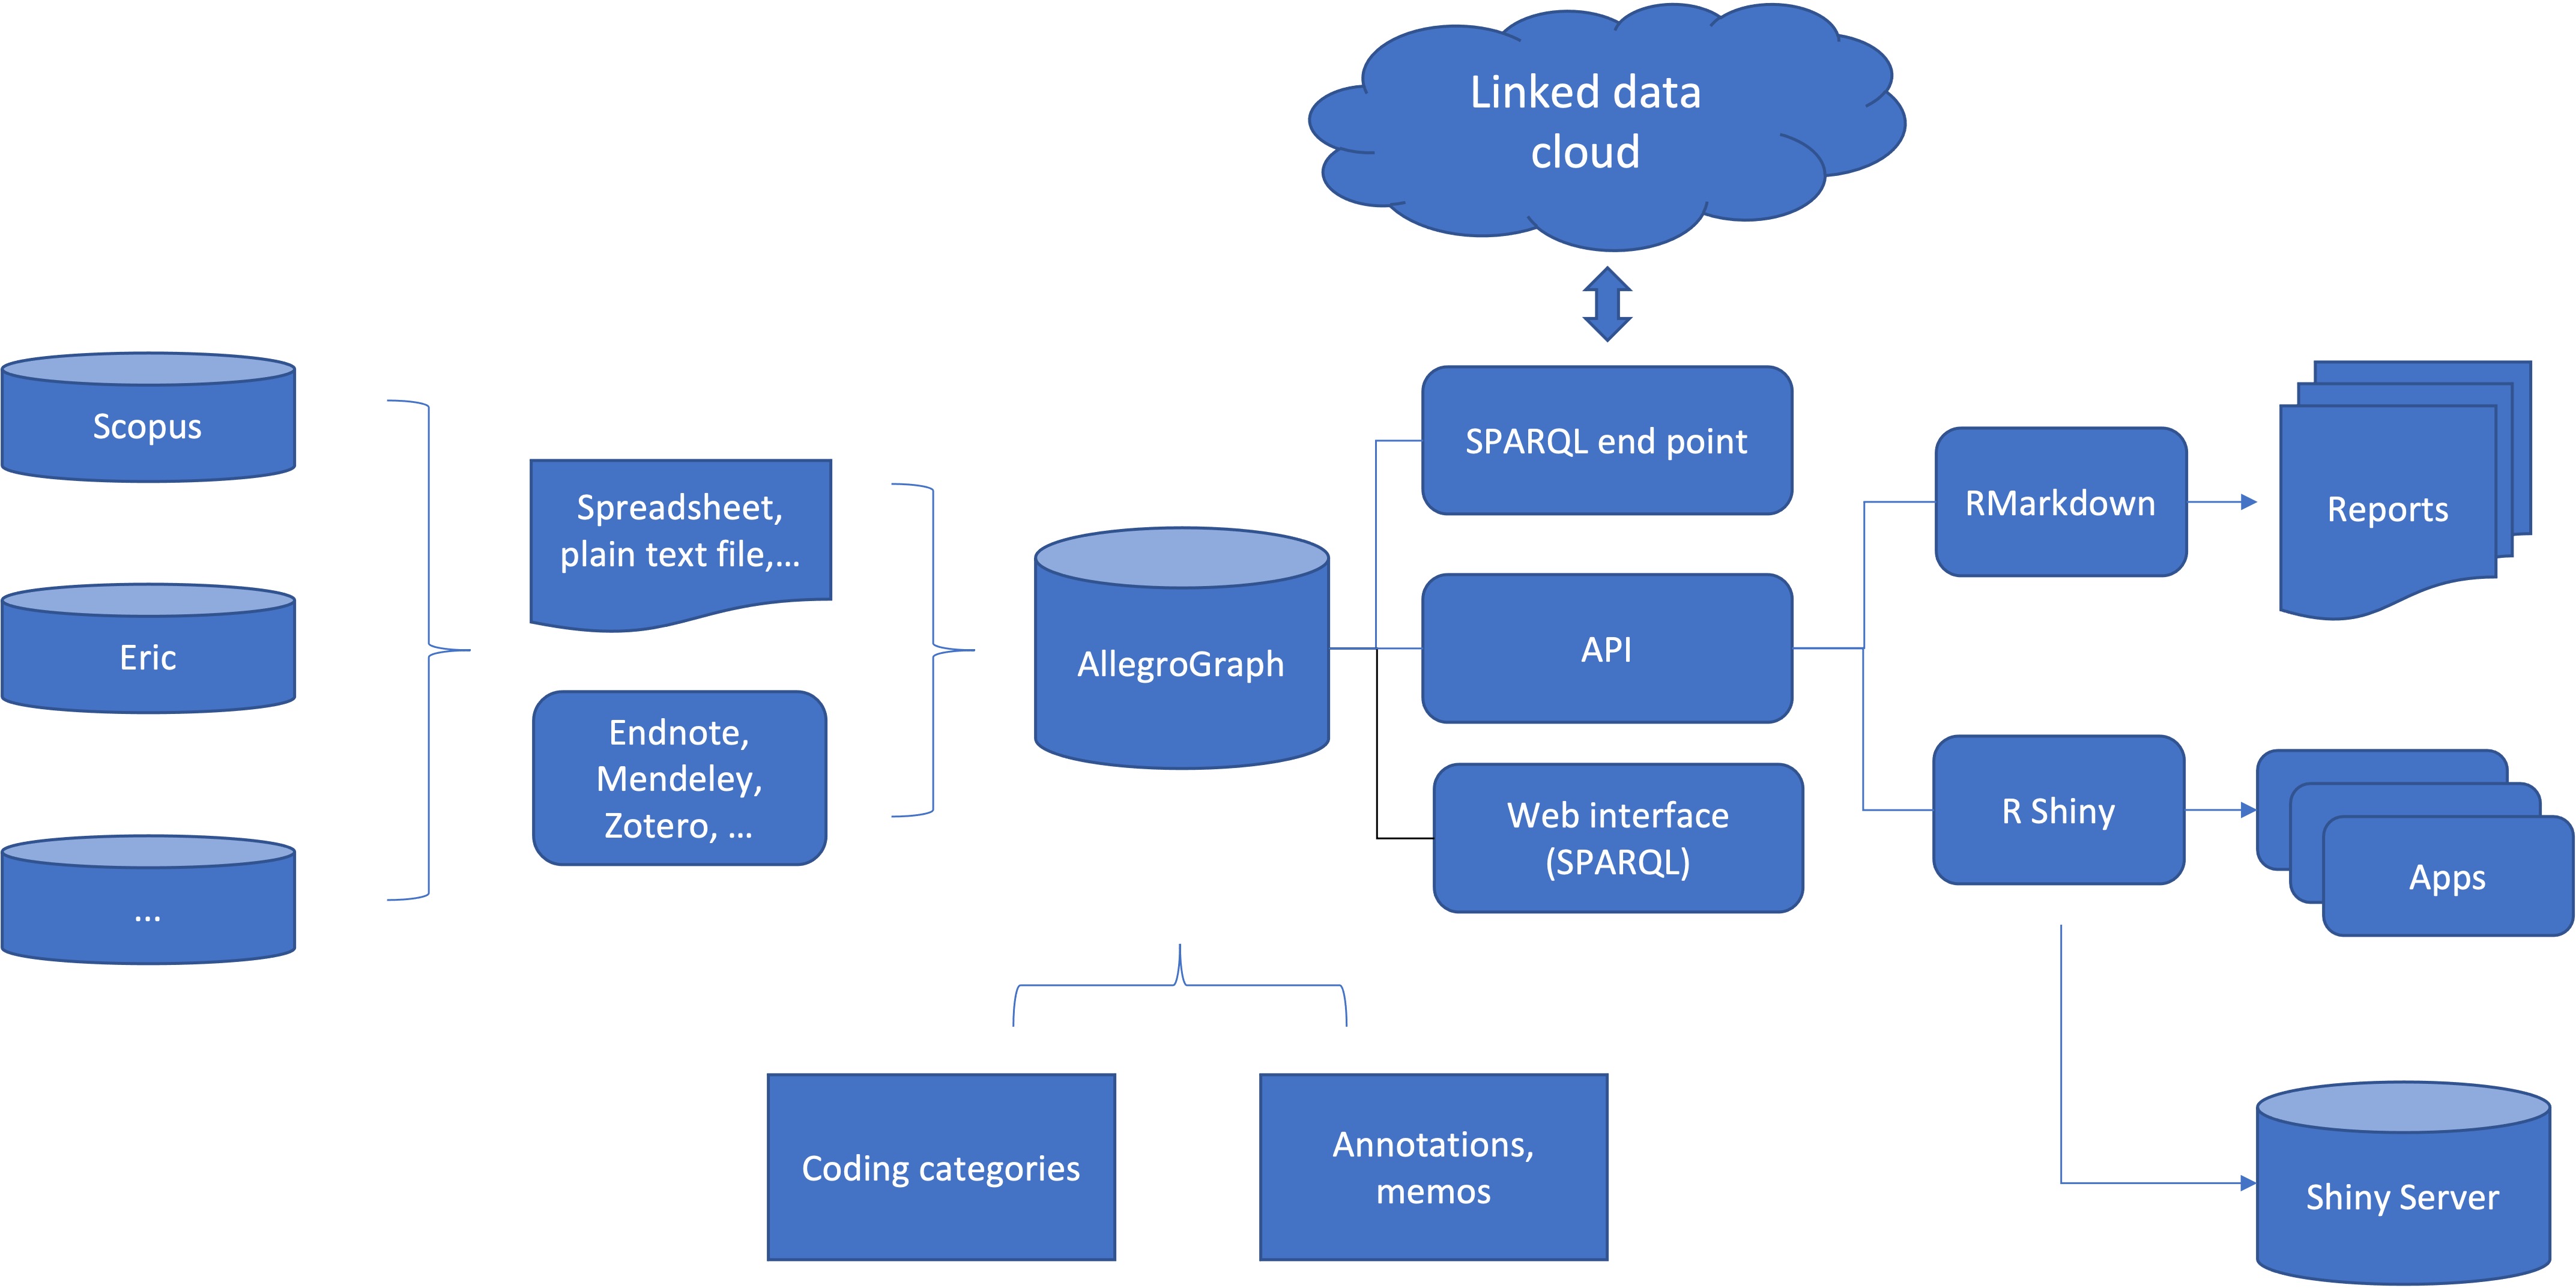 Linked data
cloud
Scopus
Eric
...
Spreadsheet,
plain text file,...
Endnote,
Mendeley,
Zotero, ...
AllegroGraph
SPARQL end point
API
Web interface
(SPARQL)
RMarkdown
Reports
R Shiny
Apps
Coding categories
Annotations,
memos
Shiny Server